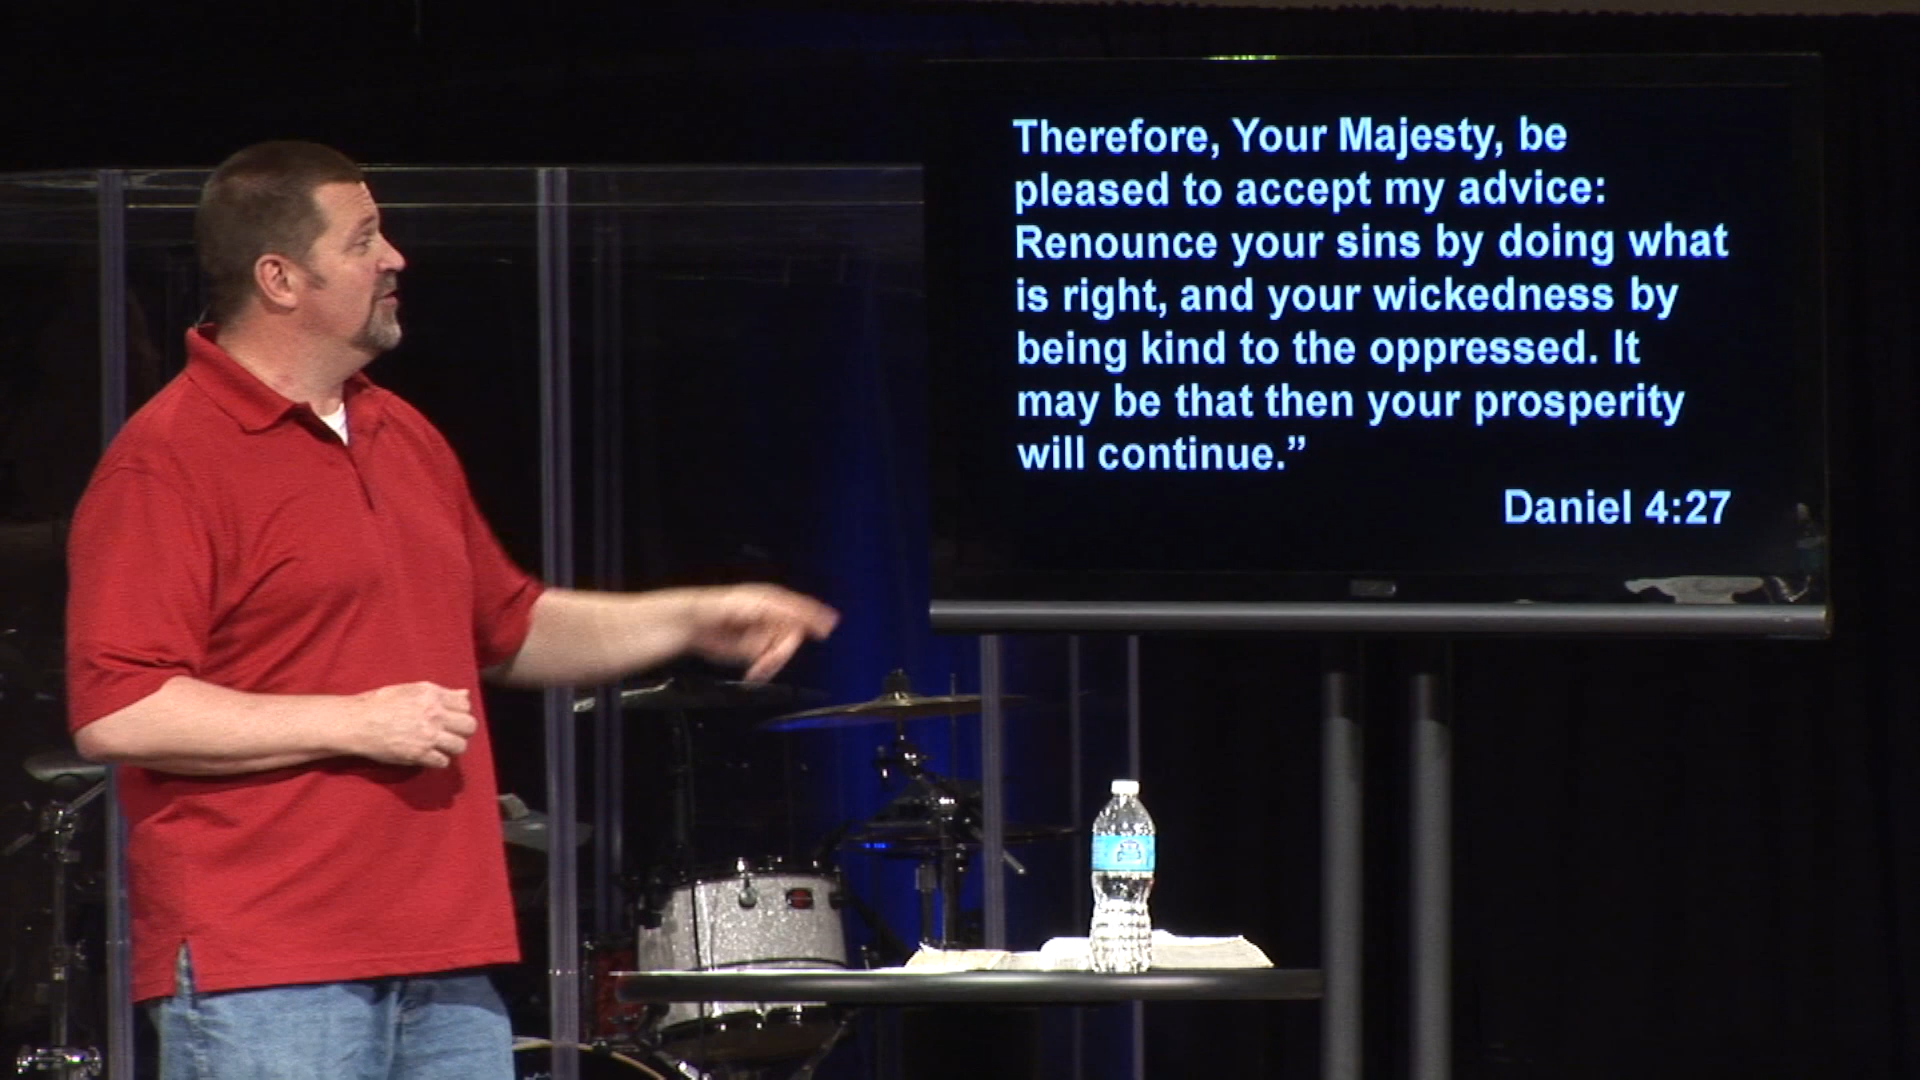 Therefore, Your Majesty, be
pleased to accept my advice:
Renounce your sins by doing what
is right, and your wickedness by
being kind to the oppressed. It
may be that then your prosperity
will continue.”
Daniel 4:27